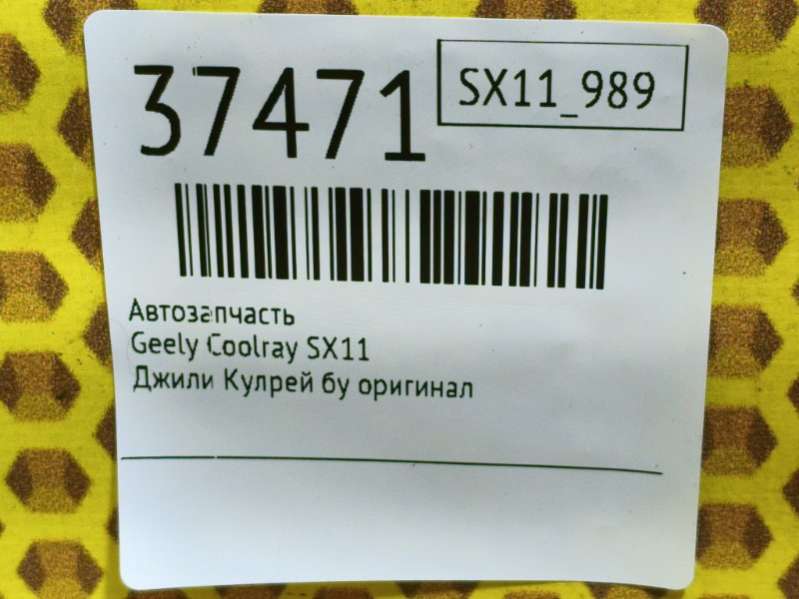 37471
SX11_989
Автозапчасть
Geely Coolray SX11
Джили Кулрей бу оригинал